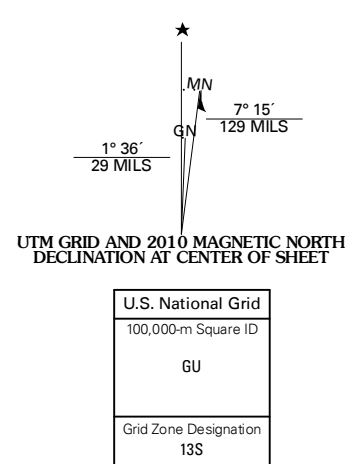 ★
MN
7° 15´
129 MILS
GN
1° 36´
29 MILS
UTM GRID AND 2010 MAGNETIC NORTH
DECLINATION AT CENTER OF SHEET
U.S. National Grid
100,000-m Square ID
GU
Grid Zone Designation
13S